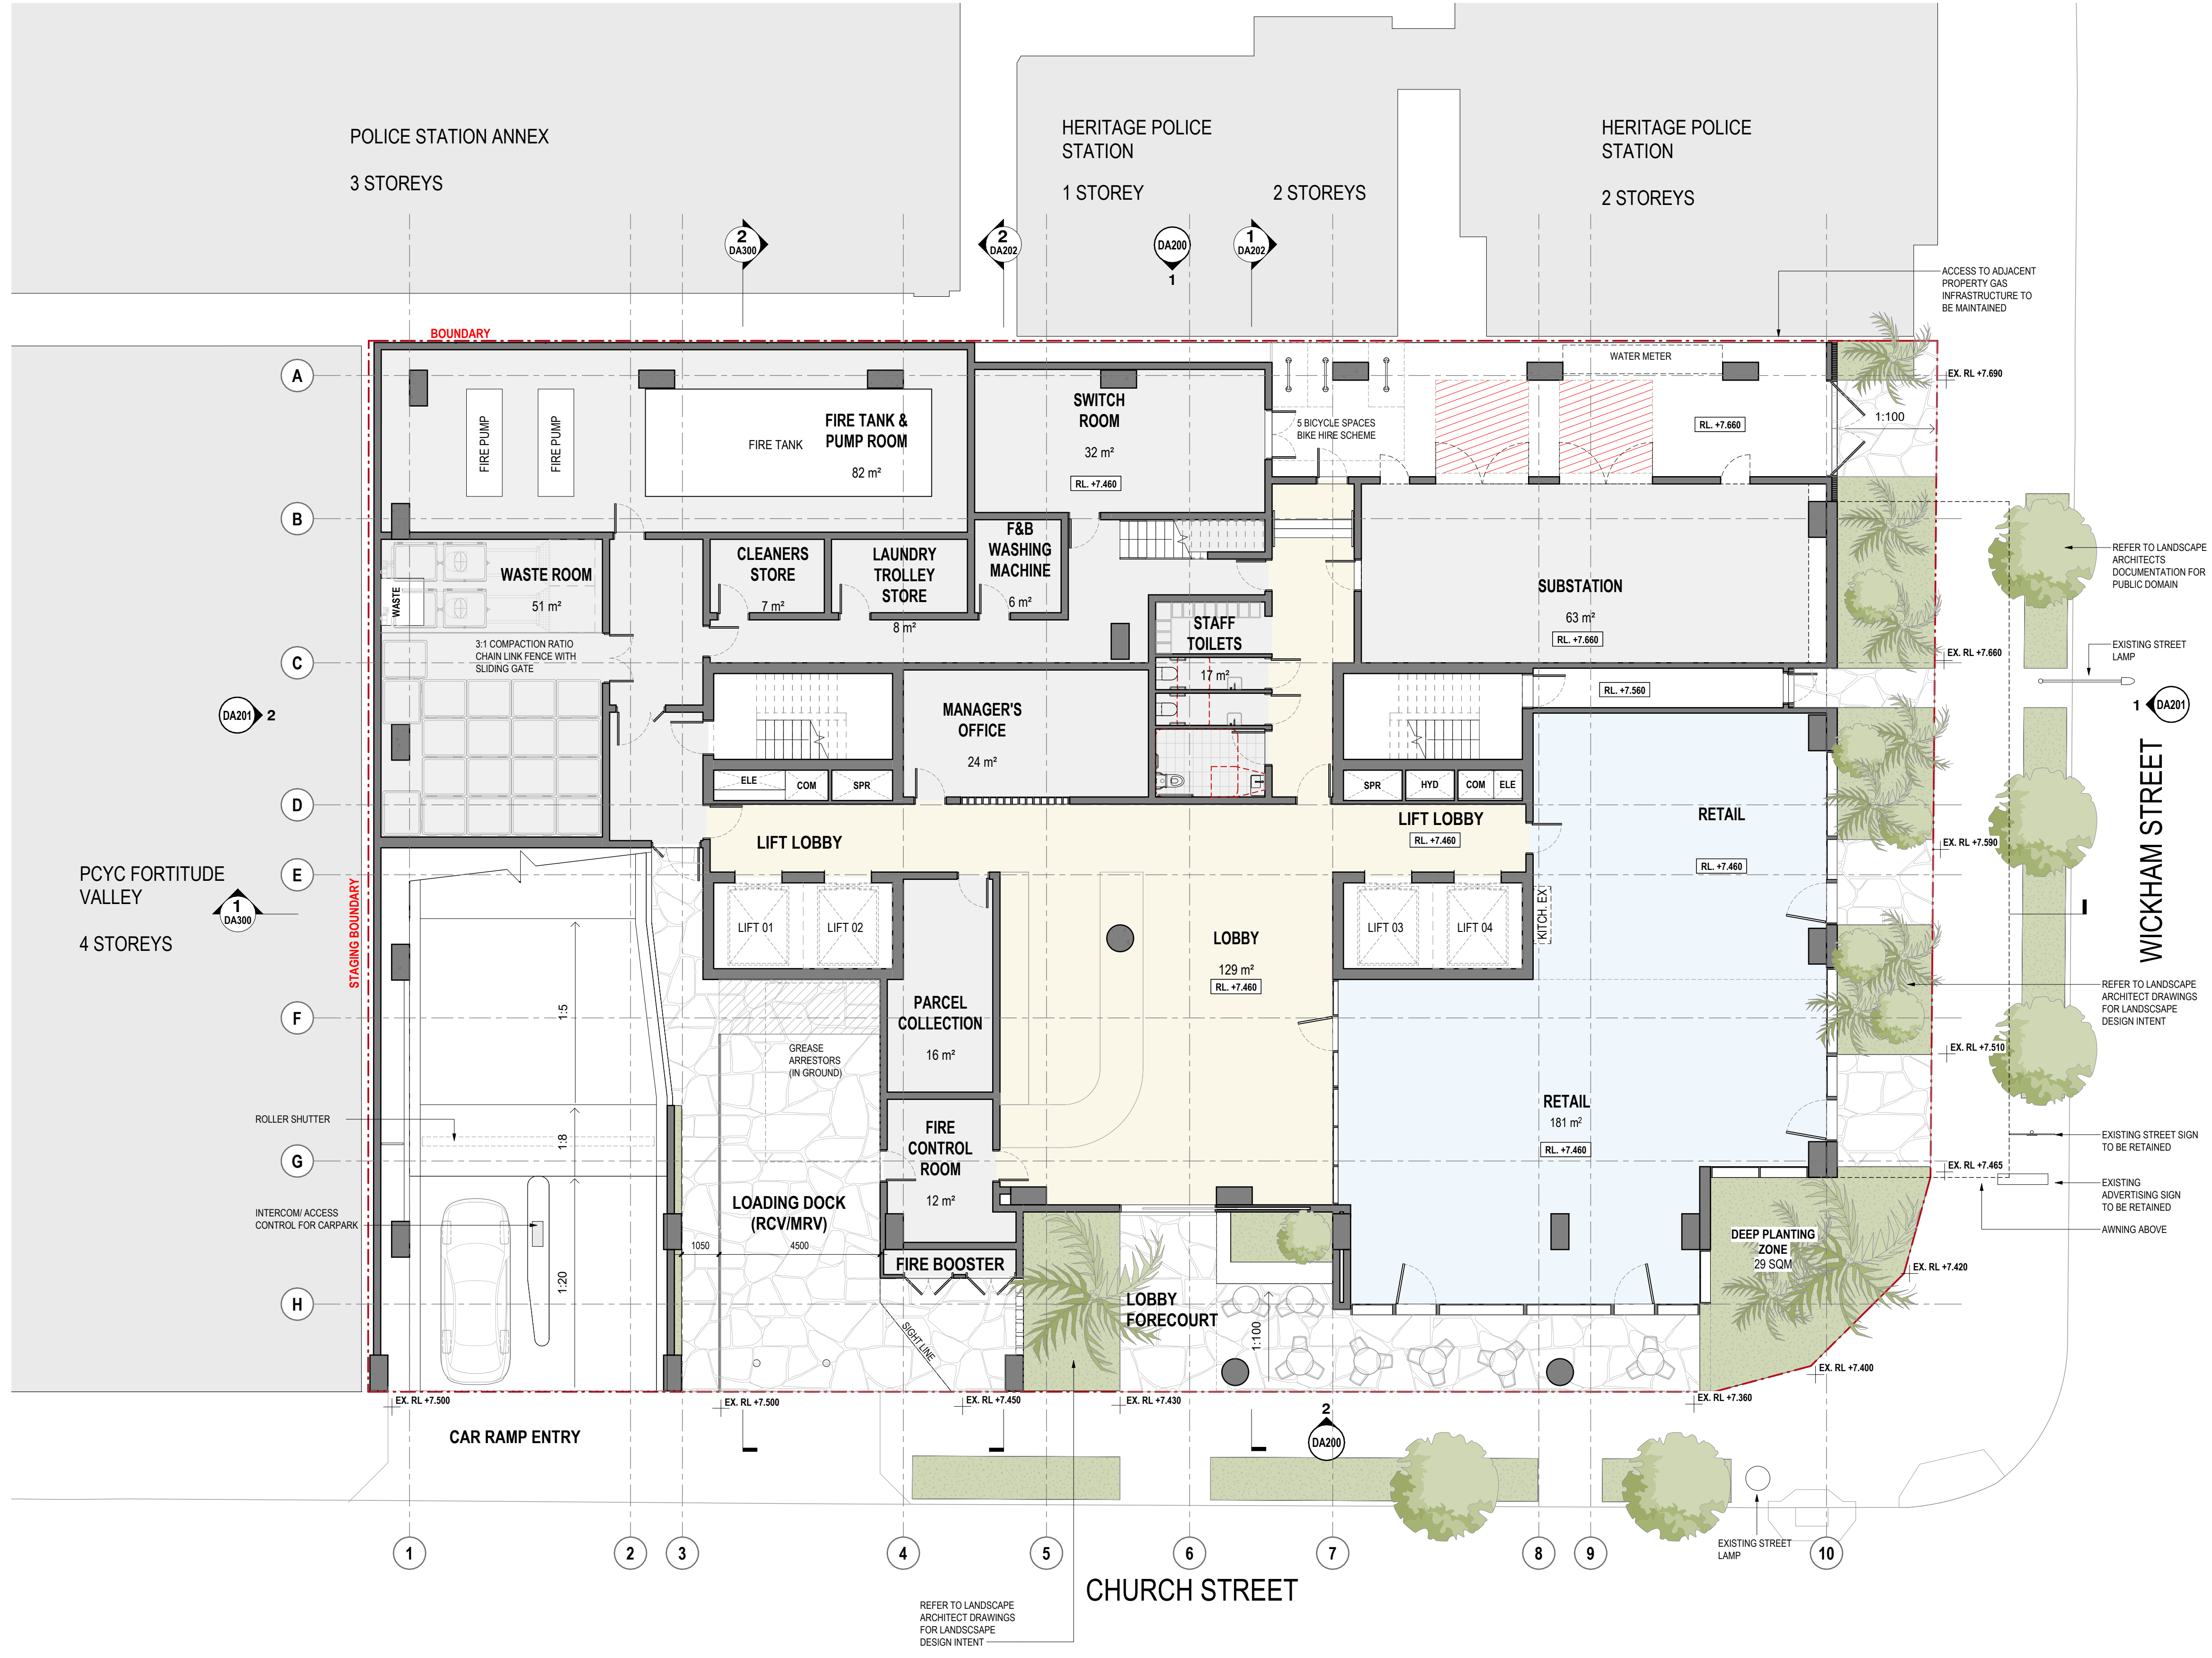 POLICE STATION ANNEX
3 STOREYS
HERITAGE POLICE
STATION
1 STOREY
2 STOREYS
HERITAGE POLICE
STATION
2 STOREYS
2
DA300
2
DA202
DA200
1
1
DA202
ACCESS TO ADJACENT
PROPERTY GAS
INFRASTRUCTURE TO
BE MAINTAINED
BOUNDARY
A
FIRE PUMP
FIRE PUMP
FIRE TANK
FIRE TANK &
PUMP ROOM
82 m²
SWITCH
ROOM
32 m²
RL. +7.460
5 BICYCLE SPACES
BIKE HIRE SCHEME
WATER METER
RL. +7.660
1:100
EX. RL +7.690
B
WASTE ROOM
51 m²
WASTE
3:1 COMPACTION RATIO
CHAIN LINK FENCE WITH
SLIDING GATE
CLEANERS
STORE
7 m²
LAUNDRY
TROLLEY
STORE
8 m²
F&B
WASHING
MACHINE
6 m²
STAFF
TOILETS
17 m²
SUBSTATION
63 m²
RL. +7.660
REFER TO LANDSCAPE
ARCHITECTS
DOCUMENTATION FOR
PUBLIC DOMAIN
EXISTING STREET
LAMP
C
EX. RL +7.660
RL. +7.560
DA201
2
1
DA201
MANAGER'S
OFFICE
24 m²
ELE
COM
SPR
SPR
HYD
COM
ELE
D
LIFT LOBBY
LIFT LOBBY
RL. +7.460
RETAIL
RL. +7.460
EX. RL +7.590
WICKHAM STREET
PCYC FORTITUDE
VALLEY
4 STOREYS
1
DA300
STAGING BOUNDARY
E
LIFT 01
LIFT 02
LIFT 03
LIFT 04
KITCH. EX
LOBBY
129 m²
RL. +7.460
PARCEL
COLLECTION
16 m²
F
1:5
GREASE
ARRESTORS
(IN GROUND)
REFER TO LANDSCAPE
ARCHITECT DRAWINGS
FOR LANDSCSAPE
DESIGN INTENT
EX. RL +7.510
ROLLER SHUTTER
1:8
RETAIL
181 m²
RL. +7.460
FIRE
CONTROL
ROOM
12 m²
EXISTING STREET SIGN
TO BE RETAINED
G
EX. RL +7.465
EXISTING
ADVERTISING SIGN
TO BE RETAINED
AWNING ABOVE
INTERCOM/ ACCESS
CONTROL FOR CARPARK
LOADING DOCK
(RCV/MRV)
1050
4500
FIRE BOOSTER
1:20
DEEP PLANTING
ZONE
29 SQM
EX. RL +7.420
H
SIGHT LINE
LOBBY
FORECOURT
1:100
EX. RL +7.400
EX. RL +7.500
EX. RL +7.500
EX. RL +7.450
EX. RL +7.430
EX. RL +7.360
CAR RAMP ENTRY
2
DA200
EXISTING STREET
LAMP
1
2
3
4
5
6
7
8
9
10
CHURCH STREET
REFER TO LANDSCAPE
ARCHITECT DRAWINGS
FOR LANDSCSAPE
DESIGN INTENT